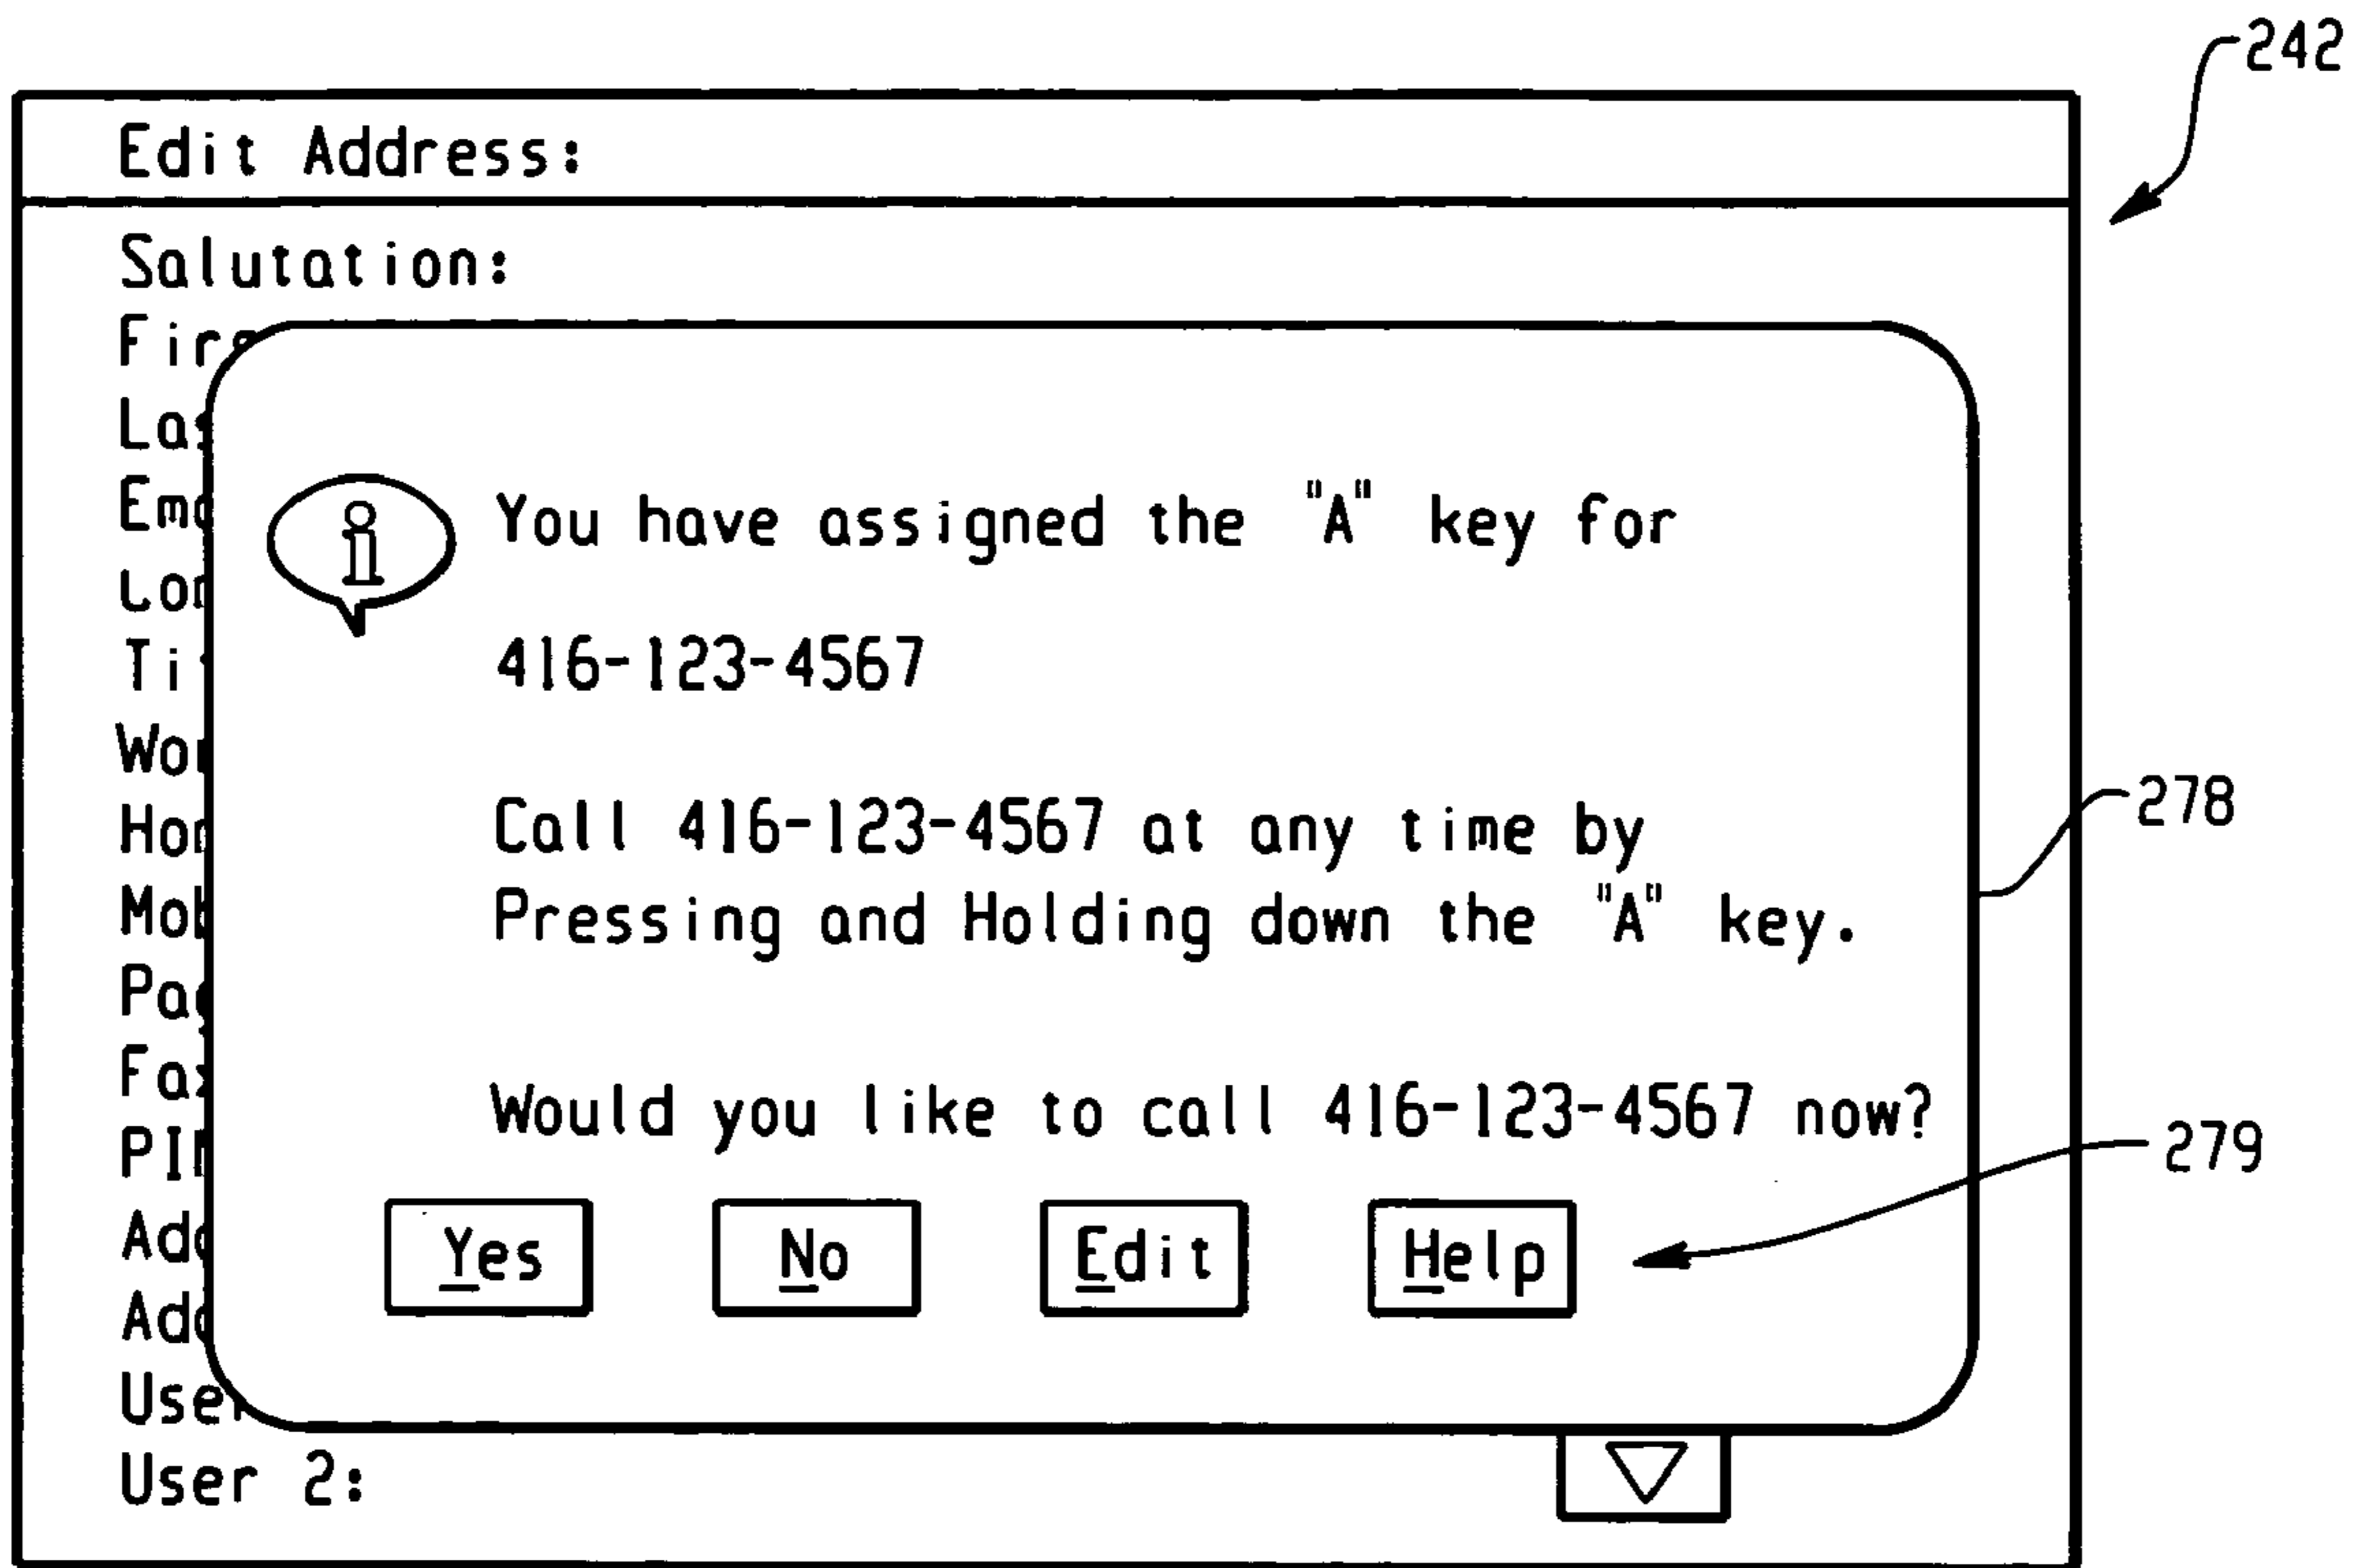 242
Edit Address:
Salutation:
You have assigned the "A" key for
416-123-4567
278
Call 416-123-4567 at any time by
Pressing and Holding down the "A" key.
Would you like to call 416-123-4567 now?
279
Yes No Edit Help
User 2: